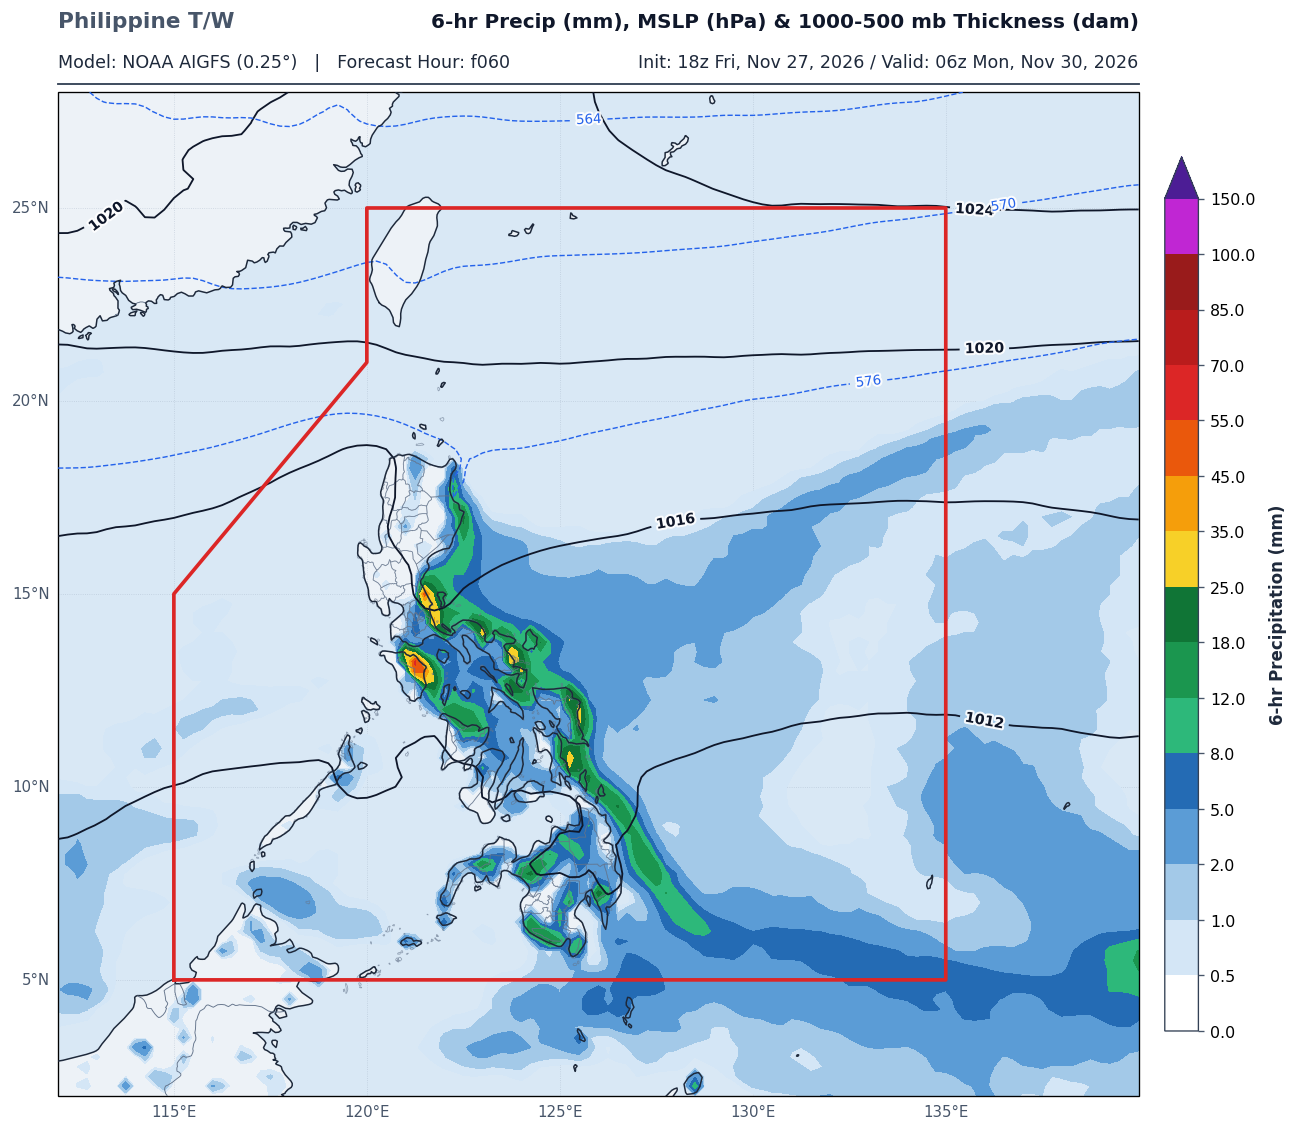 Philippine T/W
6-hr Precip (mm), MSLP (hPa) & 1000-500 mb Thickness (dam)
Model: NOAA AIGFS (0.25°) | Forecast Hour: f060
Init: 18z Fri, Nov 27, 2026 / Valid: 06z Mon, Nov 30, 2026
564
1020
1024
570
1020
576
1016
1012
25°N
20°N
15°N
10°N
5°N
115°E
120°E
125°E
130°E
135°E
150.0
100.0
85.0
70.0
55.0
45.0
35.0
25.0
18.0
12.0
8.0
5.0
2.0
1.0
0.5
0.0
6-hr Precipitation (mm)